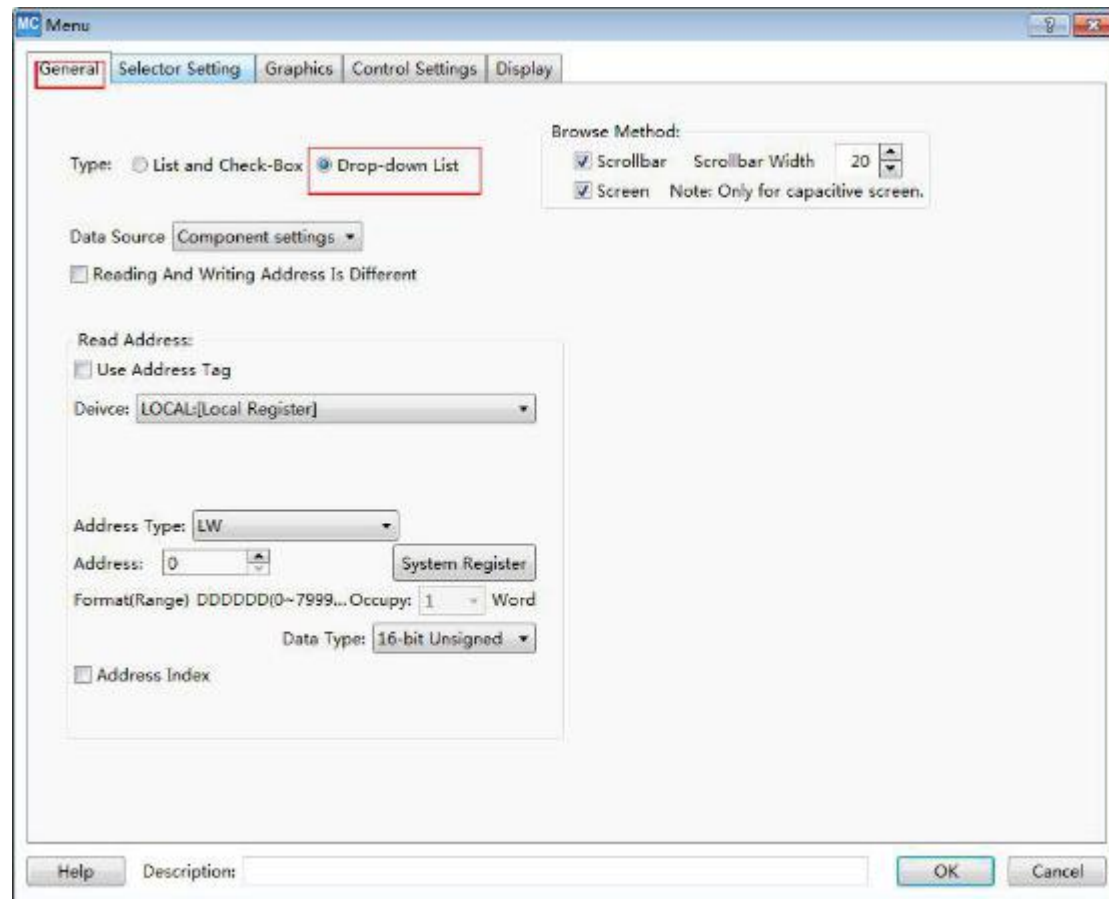 MC Menu
General Selector Setting Graphics Control Settings Display
Browse Method:
Type: List and Check-Box Drop-down List
Scrollbar Scrollbar Width 20
Screen Note: Only for capacitive screen.
Data Source Component settings
Reading And Writing Address Is Different
Read Address:
Use Address Tag
Deivce: LOCAL:[Local Register]
Address Type: LW
Address: 0 System Register
Format(Range) DDDDDD(0~7999... Occupy: 1 Word
Data Type: 16-bit Unsigned
Address Index
Help Description: OK Cancel